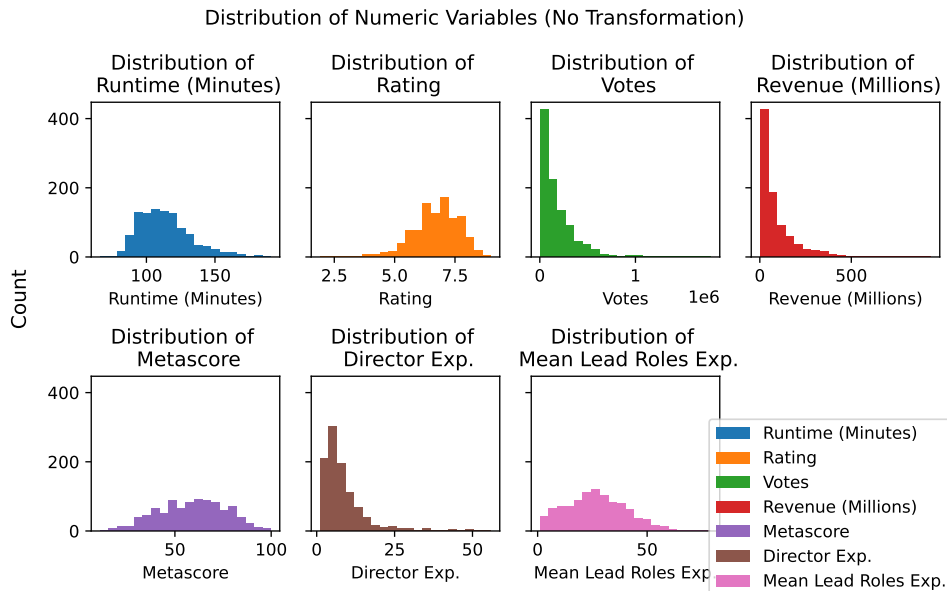 Distribution of Numeric Variables (No Transformation)
Distribution of
Runtime (Minutes)
Distribution of
Rating
Distribution of
Votes
Distribution of
Revenue (Millions)
400
200
0
100
150
2.5
5.0
7.5
0
1
0
500
Runtime (Minutes)
Rating
Votes
1e6
Revenue (Millions)
Count
Distribution of
Metascore
Distribution of
Director Exp.
Distribution of
Mean Lead Roles Exp.
400
200
0
50
100
0
25
50
0
50
Metascore
Director Exp.
Mean Lead Roles Exp
Runtime (Minutes)
Rating
Votes
Revenue (Millions)
Metascore
Director Exp.
Mean Lead Roles Exp.